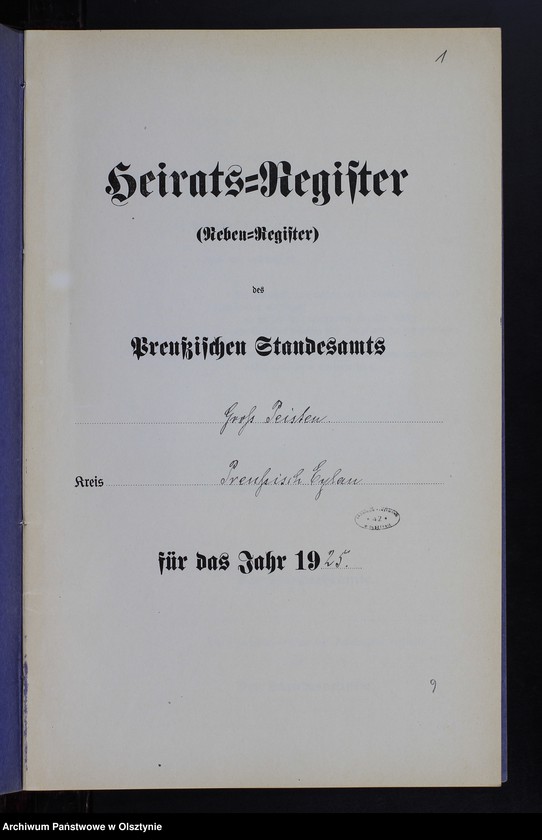 1
Heirats=Register
(Neben=Register)
des
Preußischen Standesamts
Groß Peisten
Kreis Preußisch Eylau
für das Jahr 1925.
9
Archiwum Państwowe w Olsztynie